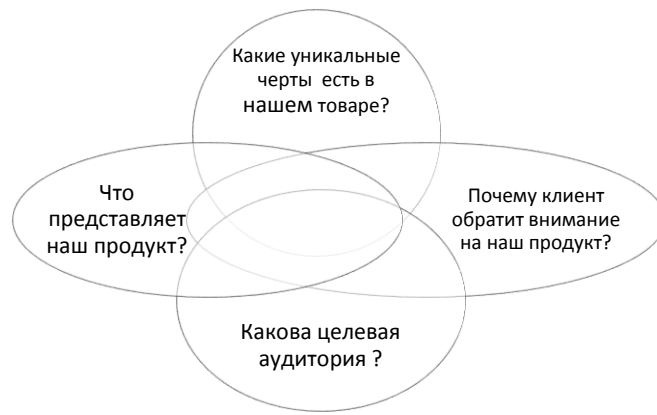 Какие уникальные
черты есть в
нашем товаре?
Что
представляет
наш продукт?
Почему клиент
обратит внимание
на наш продукт?
Какова целевая
аудитория ?